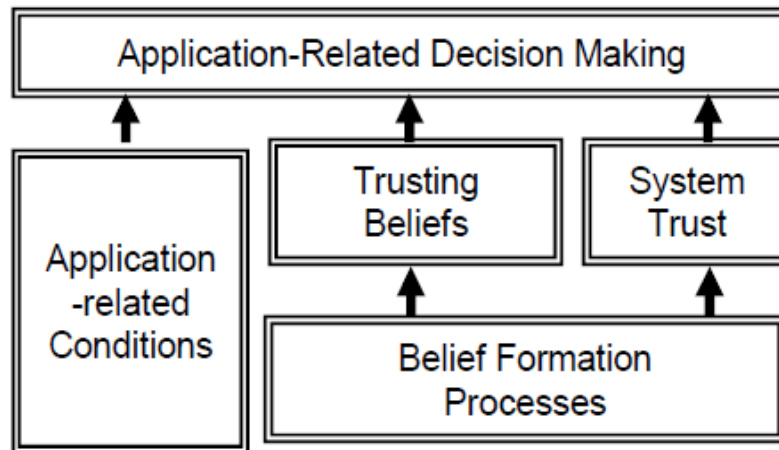 Application-Related Decision Making
Trusting
Beliefs
System
Trust
Application
-related
Conditions
Belief Formation
Processes